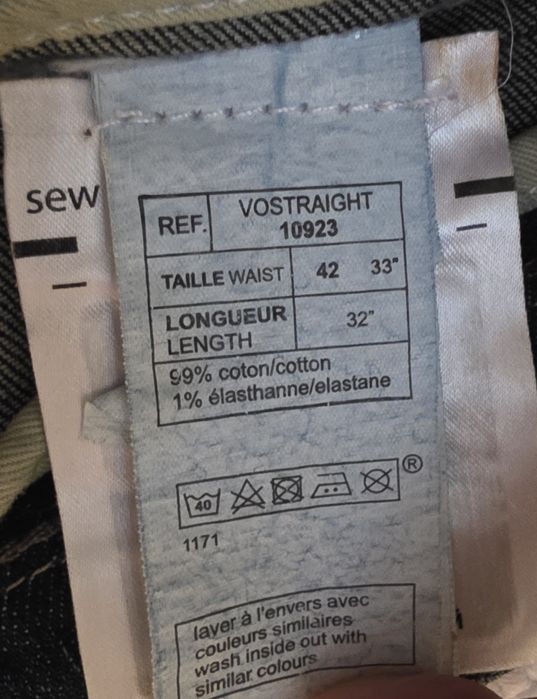 sew
REF. VOSTRAIGHT
10923
TAILLE WAIST 42 33"
LONGUEUR
LENGTH 32"
99% coton/cotton
1% élasthanne/elastane
40 ®
1171
laver à l'envers avec
couleurs similaires
wash inside out with
similar colours